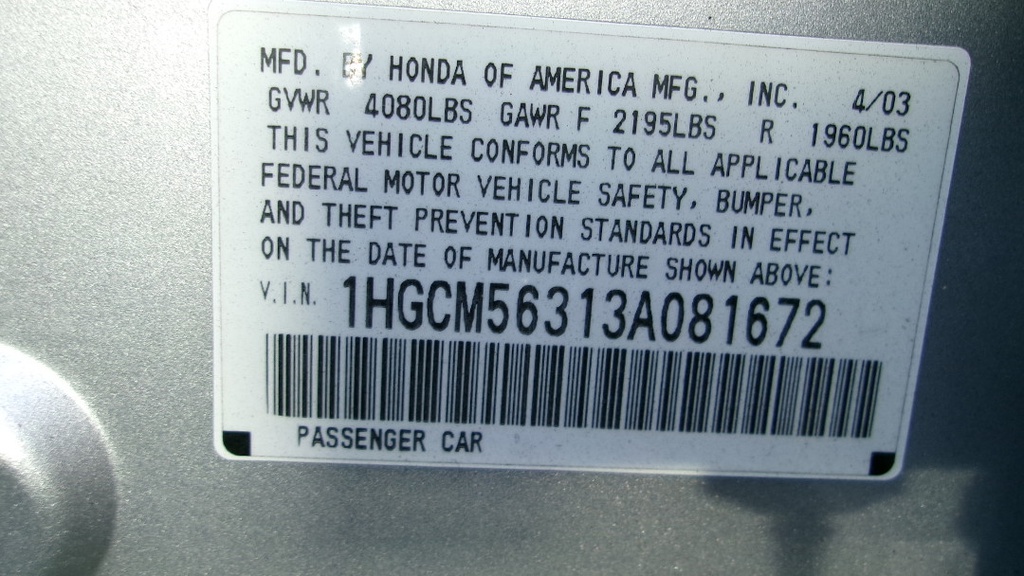 MFD. BY HONDA OF AMERICA MFG., INC. 4/03
GVWR 4080LBS GAWR F 2195LBS R 1960LBS
THIS VEHICLE CONFORMS TO ALL APPLICABLE
FEDERAL MOTOR VEHICLE SAFETY, BUMPER,
AND THEFT PREVENTION STANDARDS IN EFFECT
ON THE DATE OF MANUFACTURE SHOWN ABOVE:
V.I.N. 1HGCM56313A081672
PASSENGER CAR